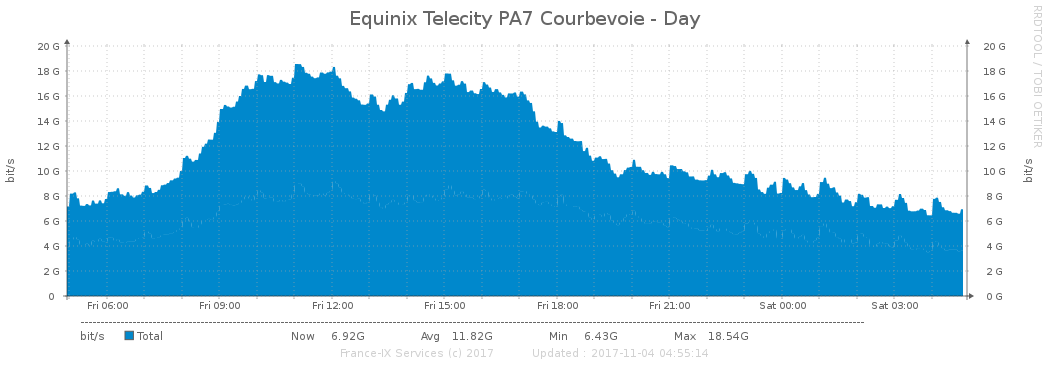 Equinix Telecity PA7 Courbevoie - Day
RRDTOOL / TOBI OETIKER
20 G 20 G
18 G 18 G
16 G 16 G
14 G 14 G
12 G 12 G
10 G 10 G
8 G 8 G
6 G 6 G
4 G 4 G
2 G 2 G
0 0 G
bit/s bit/s
Fri 06:00 Fri 09:00 Fri 12:00 Fri 15:00 Fri 18:00 Fri 21:00 Sat 00:00 Sat 03:00
bit/s Total Now 6.92G Avg 11.82G Min 6.43G Max 18.54G
France-IX Services (c) 2017 Updated : 2017-11-04 04:55:14